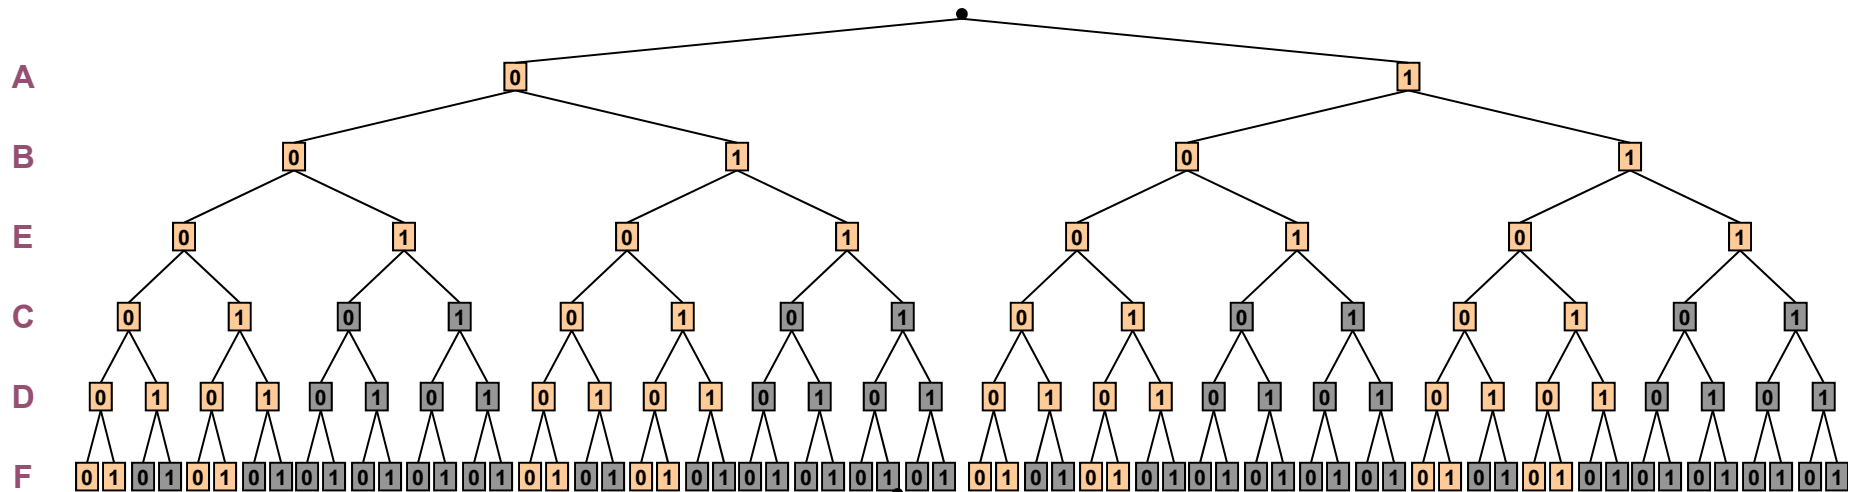 A 0 1
B 0 1 0 1
E 0 1 0 1 0 1 0 1
C 0 1 0 1 0 1 0 1 0 1 0 1 0 1 0 1
D 0 1 0 1 0 1 0 1 0 1 0 1 0 1 0 1 0 1 0 1 0 1 0 1 0 1 0 1 0 1 0 1
F 0 1 0 1 0 1 0 1 0 1 0 1 0 1 0 1 0 1 0 1 0 1 0 1 0 1 0 1 0 1 0 1 0 1 0 1 0 1 0 1 0 1 0 1 0 1 0 1 0 1 0 1 0 1 0 1 0 1 0 1 0 1 0 1